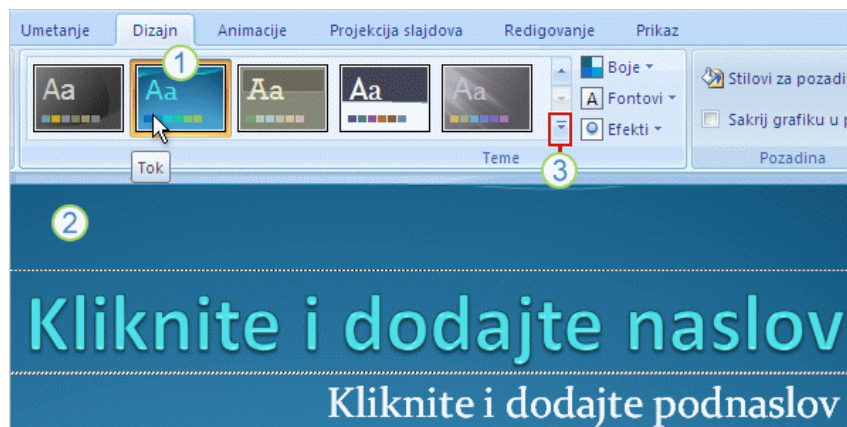 Umetanje Dizajn Animacije Projekcija slajdova Redigovanje Prikaz
1
Aa Aa Aa Aa Aa
Boje
Fontovi
Efekti
Stilovi za pozadi
Sakrij grafiku u p
Tok
Teme
3
Pozadina
2
Kliknite i dodajte naslov
Kliknite i dodajte podnaslov